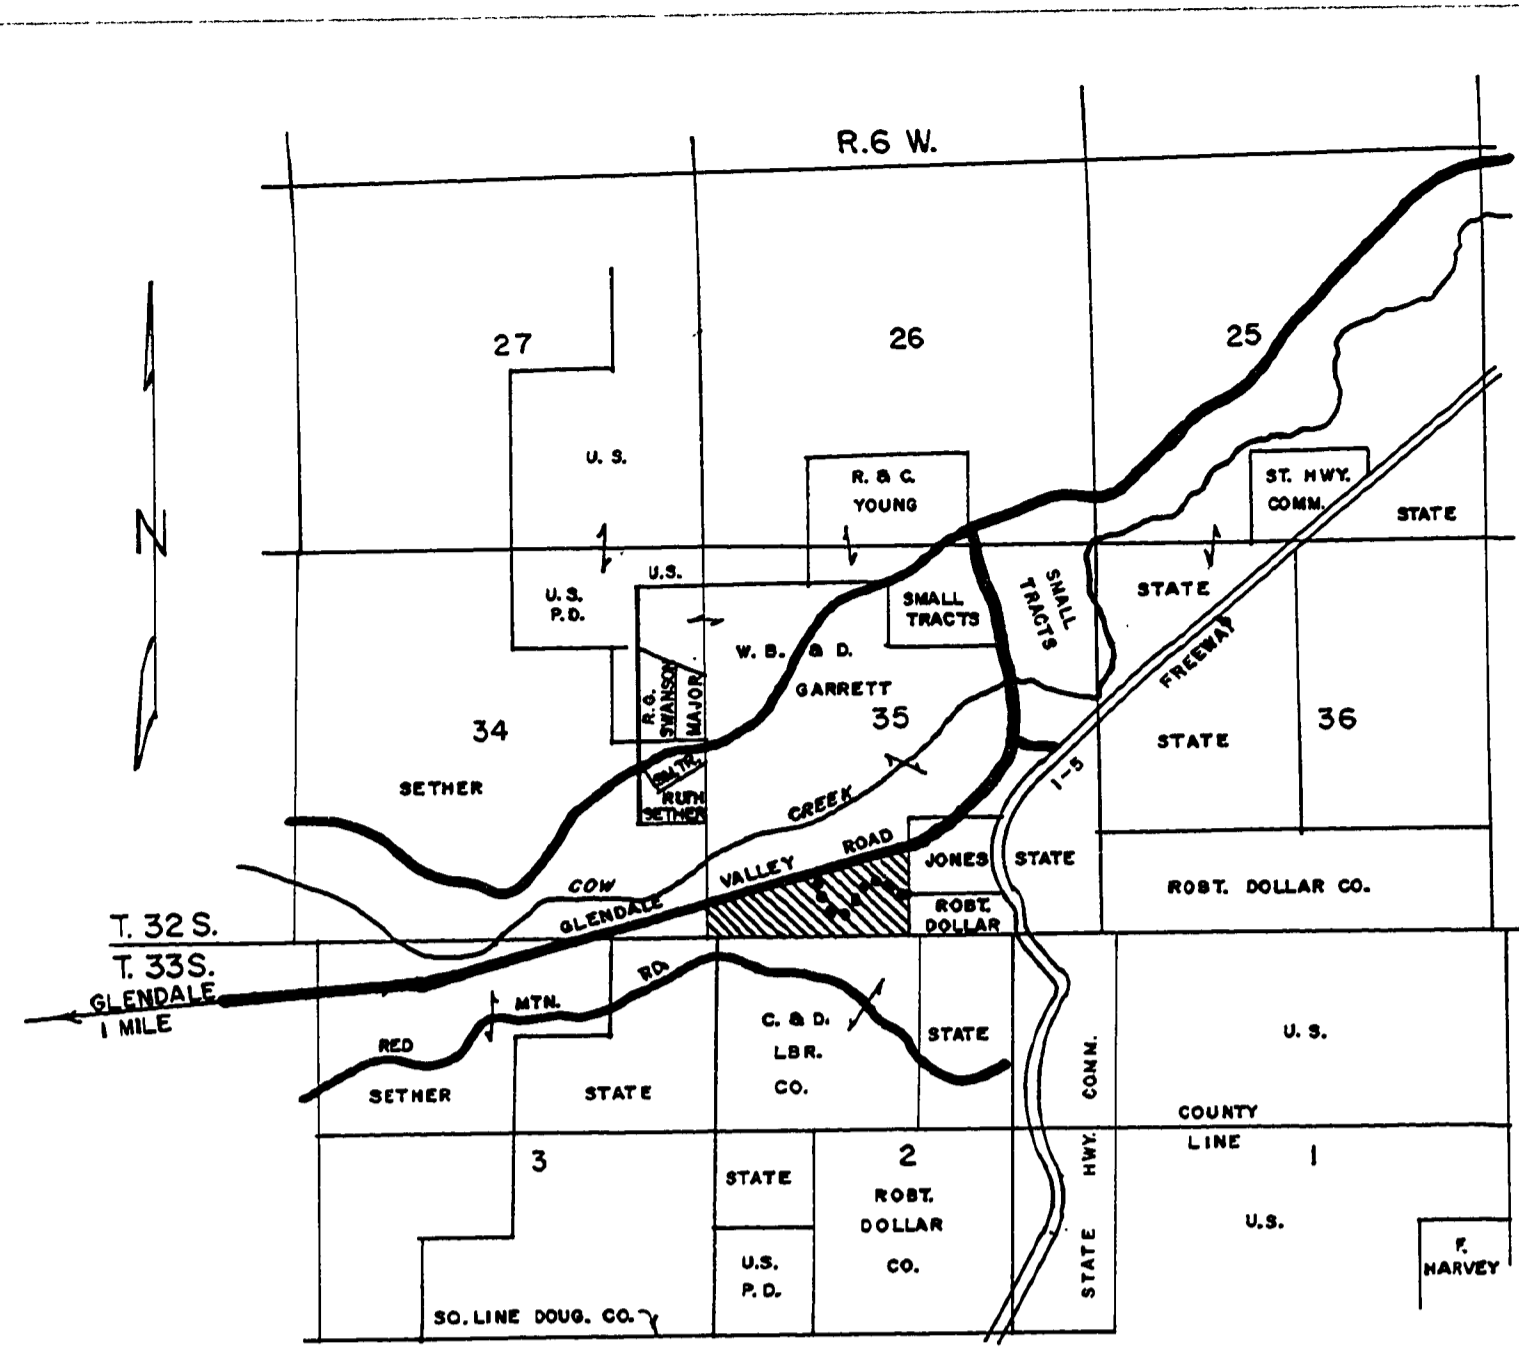 R.6 W.
27
26
25
U. S.
R. & C.
YOUNG
ST. HWY.
COMM.
STATE
N
U.S.
U.S.
P.D.
SMALL
TRACTS
SMALL
TRACTS
STATE
W. B. & D.
GARRETT
R.G.
SWANSON
MAJOR
FREEWAY
34
35
STATE
36
SETHER
SM. TR.
RUTH
SETHER
I-5
CREEK
COW
GLENDALE VALLEY ROAD
JONES
STATE
ROBT. DOLLAR CO.
ROBT.
DOLLAR
T. 32 S.
T. 33 S.
GLENDALE
1 MILE
RED MTN. RD.
C. & D.
LBR.
CO.
STATE
U. S.
SETHER
STATE
STATE HWY. CONN.
COUNTY
LINE
3
2
1
STATE
ROBT.
DOLLAR
CO.
U.S.
U.S.
P.D.
F.
HARVEY
SO. LINE DOUG. CO.